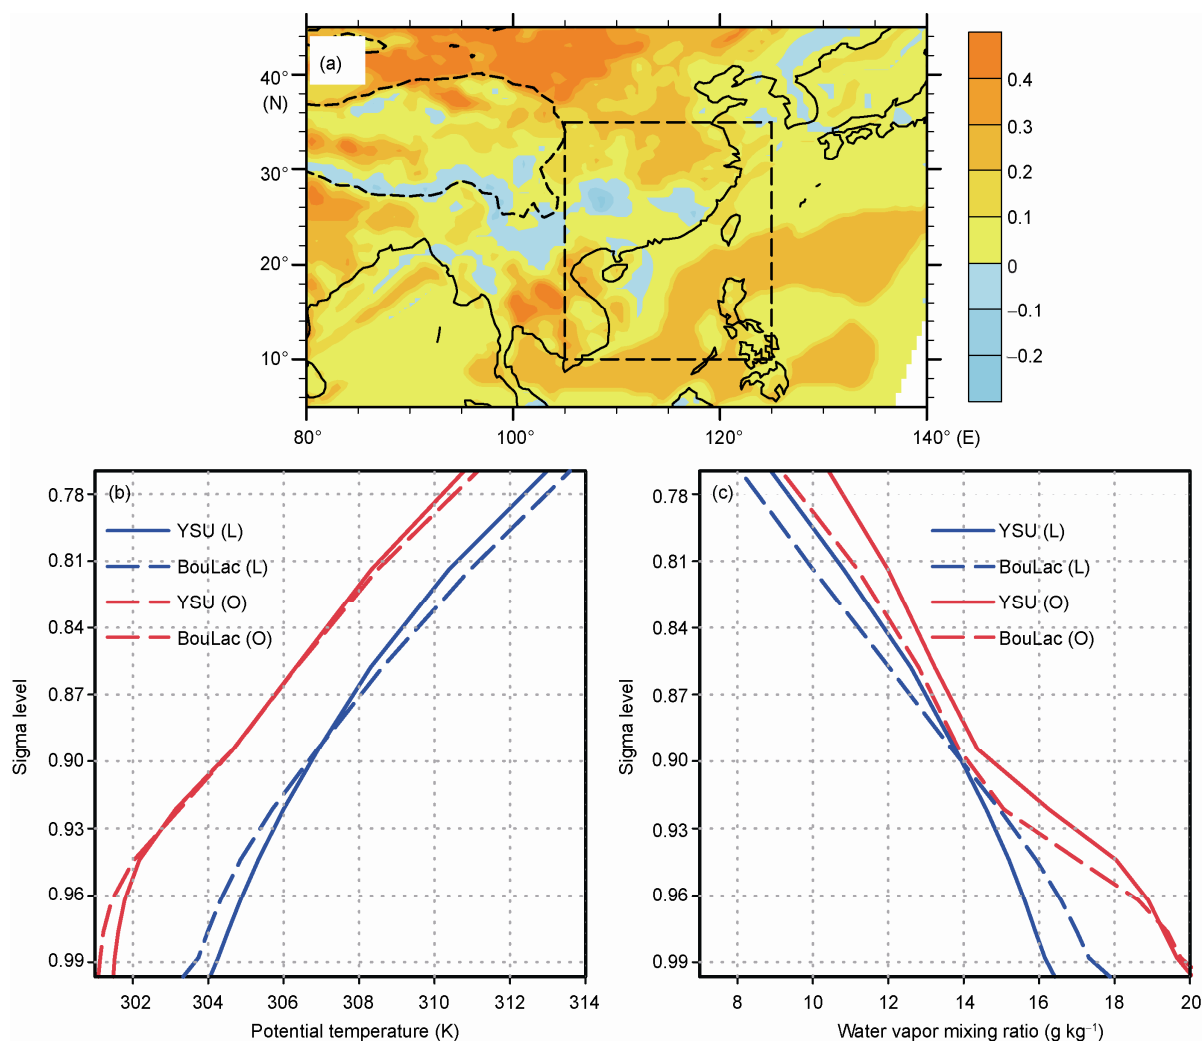 (a)
40°
(N)
30°
20°
10°
80°
100°
120°
140° (E)
0.4
0.3
0.2
0.1
0
−0.1
−0.2
(b)
YSU (L)
BouLac (L)
YSU (O)
BouLac (O)
0.78
0.81
0.84
0.87
0.90
0.93
0.96
0.99
Sigma level
302
304
306
308
310
312
314
Potential temperature (K)
(c)
YSU (L)
BouLac (L)
YSU (O)
BouLac (O)
0.78
0.81
0.84
0.87
0.90
0.93
0.96
0.99
Sigma level
8
10
12
14
16
18
20
Water vapor mixing ratio (g kg⁻¹)